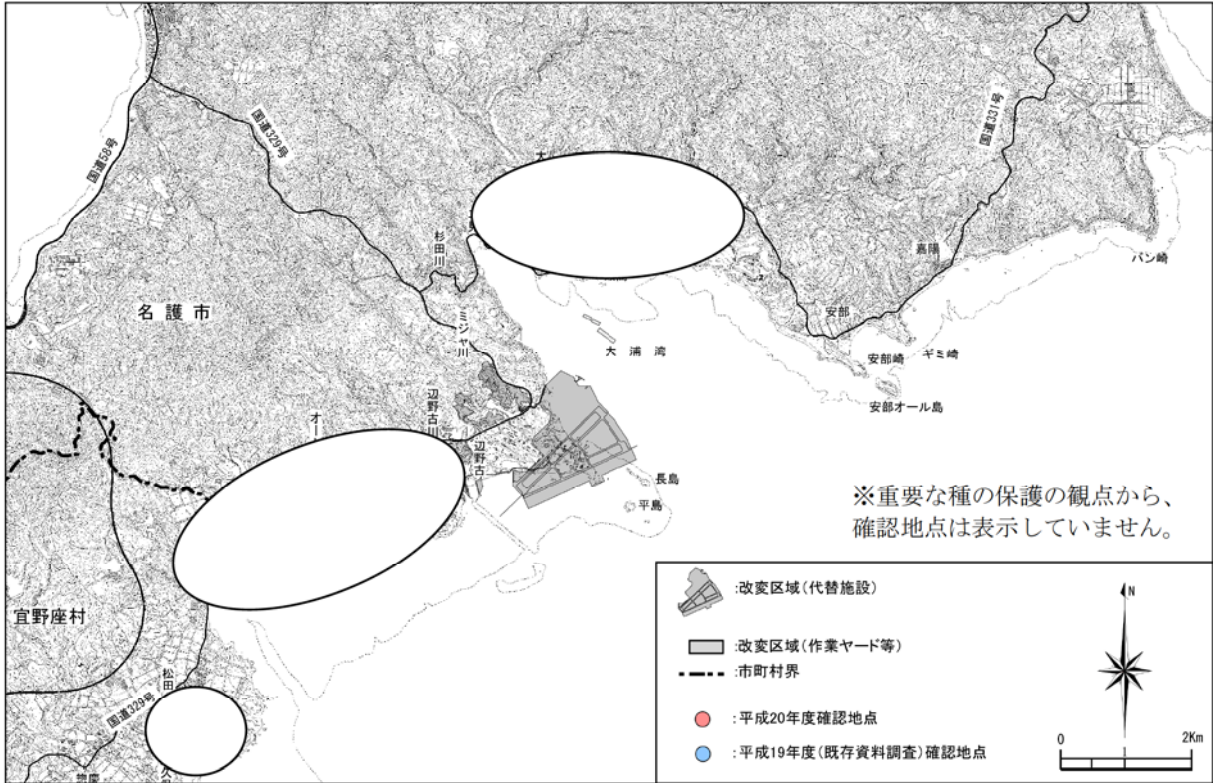 国道58号
国道329号
国道331号
杉田川
ミジャ川
名護市
大浦湾
嘉陽
バン崎
安部
安部崎
ギミ崎
安部オール島
辺野古川
辺野古
オー
長島
平島
※重要な種の保護の観点から、
確認地点は表示していません。
宜野座村
松田
国道329号
惣慶
:改変区域(代替施設)
:改変区域(作業ヤード等)
:市町村界
:平成20年度確認地点
:平成19年度(既存資料調査)確認地点
N
0 2Km